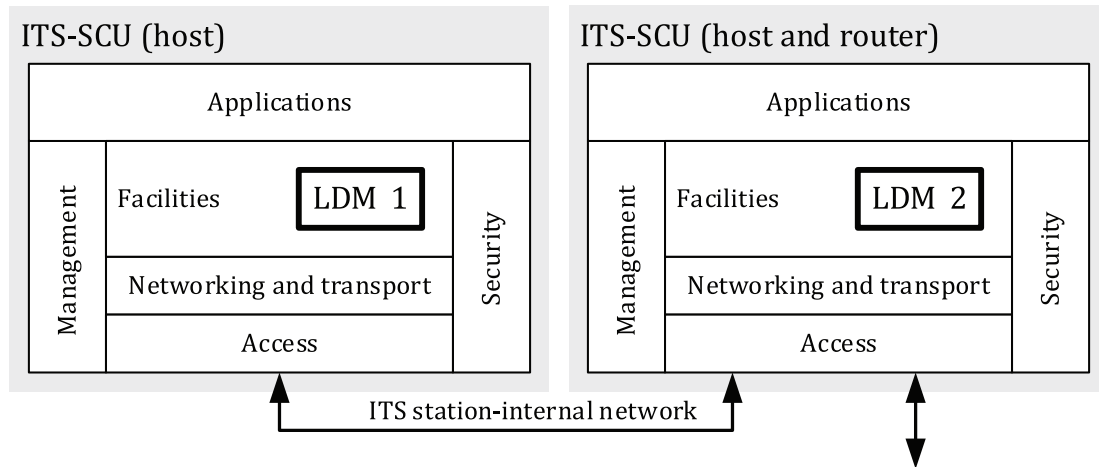 ITS-SCU (host)
Applications
Management
Facilities
LDM 1
Networking and transport
Access
Security
ITS-SCU (host and router)
Applications
Management
Facilities
LDM 2
Networking and transport
Access
Security
ITS station-internal network